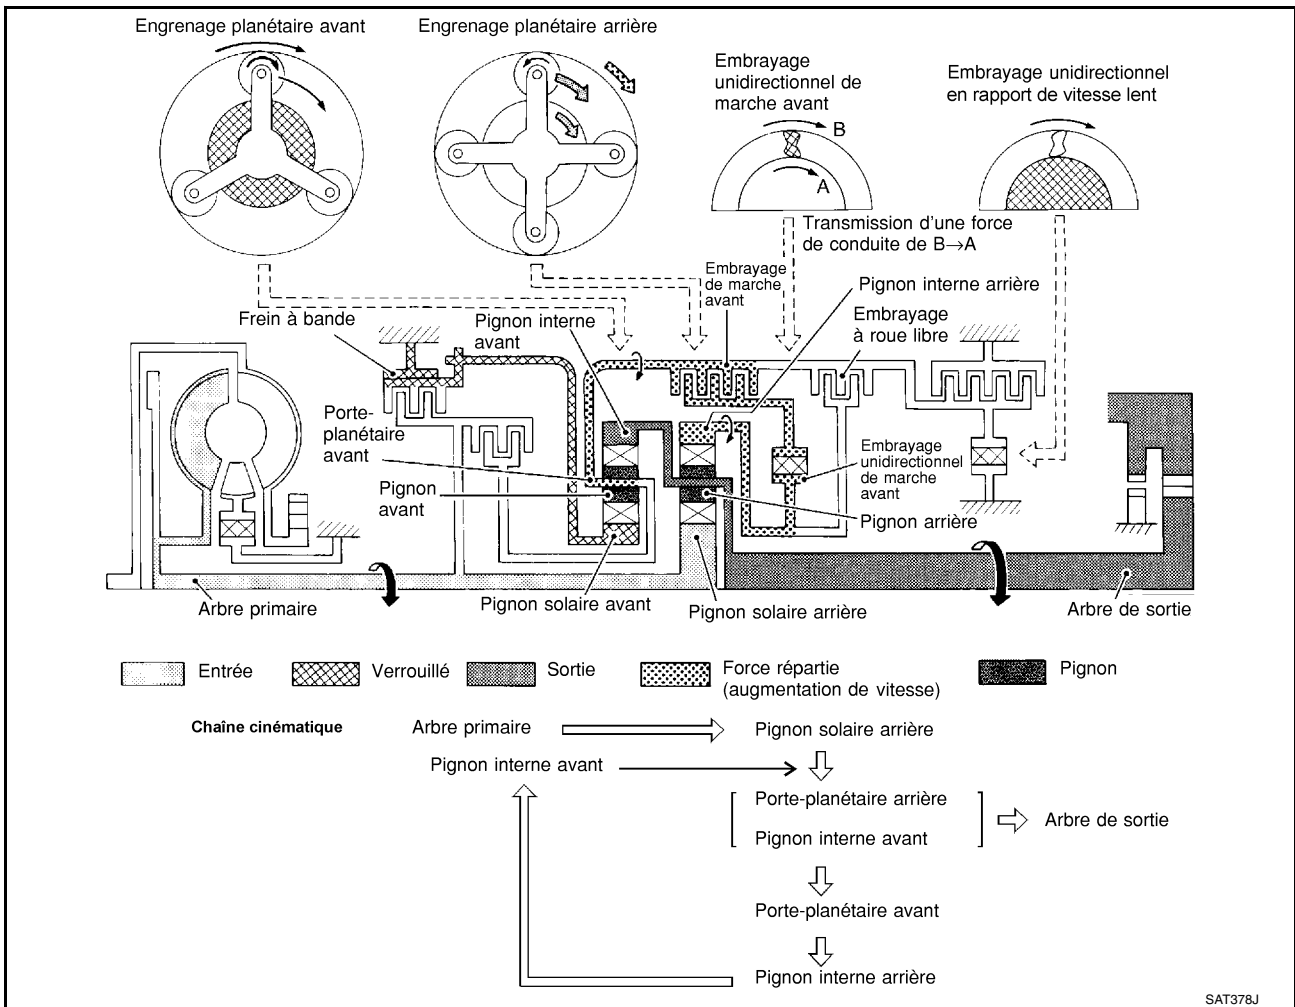 Engrenage planétaire avant
Engrenage planétaire arrière
Embrayage
unidirectionnel de
marche avant
Embrayage unidirectionnel
en rapport de vitesse lent
B
A
Transmission d'une force
de conduite de B→A
Embrayage
de marche
avant
Pignon interne arrière
Frein à bande
Pignon interne
avant
Embrayage
à roue libre
Porte-
planétaire
avant
Pignon
avant
Embrayage
unidirectionnel
de marche
avant
Pignon arrière
Arbre primaire
Pignon solaire avant
Pignon solaire arrière
Arbre de sortie
Entrée
Verrouillé
Sortie
Force répartie
(augmentation de vitesse)
Pignon
Chaîne cinématique
Arbre primaire
Pignon solaire arrière
Pignon interne avant
Porte-planétaire arrière
Pignon interne avant
Arbre de sortie
Porte-planétaire avant
Pignon interne arrière
SAT378J